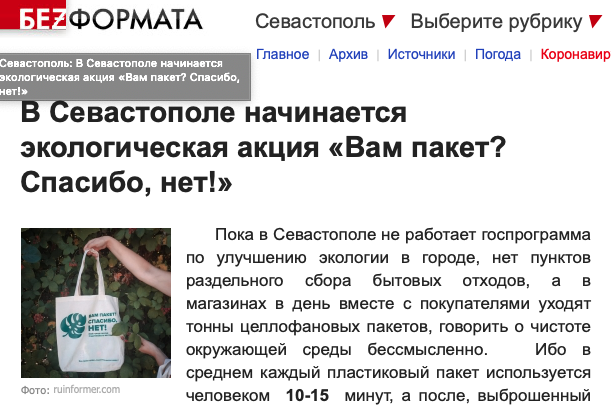 БЕЗФОРМАТА
Севастополь Выберите рубрику
Главное | Архив | Источники | Погода | Коронавир
Севастополь: В Севастополе начинается
экологическая акция «Вам пакет? Спасибо,
нет!»
В Севастополе начинается
экологическая акция «Вам пакет?
Спасибо, нет!»
ВАМ ПАКЕТ?
СПАСИБО,
НЕТ!
Фото: ruinformer.com
Пока в Севастополе не работает госпрограмма
по улучшению экологии в городе, нет пунктов
раздельного сбора бытовых отходов, а в
магазинах в день вместе с покупателями уходят
тонны целлофановых пакетов, говорить о чистоте
окружающей среды бессмысленно. Ибо в
среднем каждый пластиковый пакет используется
человеком 10-15 минут, а после, выброшенный